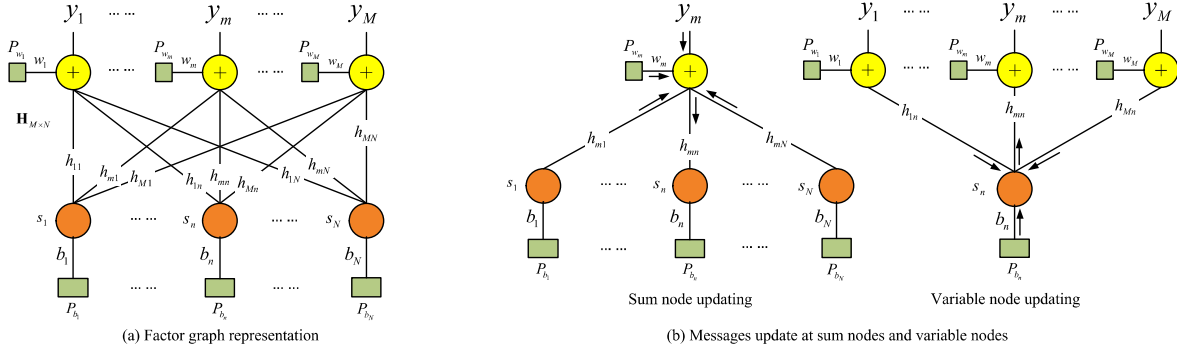 y1 ... ... ym ... ... yM
Pw1 w1 + ... ... Pwm wm + ... ... PwM wM +
HM×N
h11 hm1 hM1 h1n hmn hMn h1N hmN hMN
s1 ... ... sn ... ... sN
b1 bn bN
... ... ... ...
Pb1 Pbn PbN
(a) Factor graph representation
ym
Pwm wm +
hm1 hmn hmN
s1 ... ... sn ... ... sN
b1 bn bN
... ... ... ...
Pb1 Pbn PbN
Sum node updating
y1 ... ... ym ... ... yM
Pw1 w1 + ... ... Pwm wm + ... ... PwM wM +
h1n hmn hMn
sn
bn
Pbn
Variable node updating
(b) Messages update at sum nodes and variable nodes